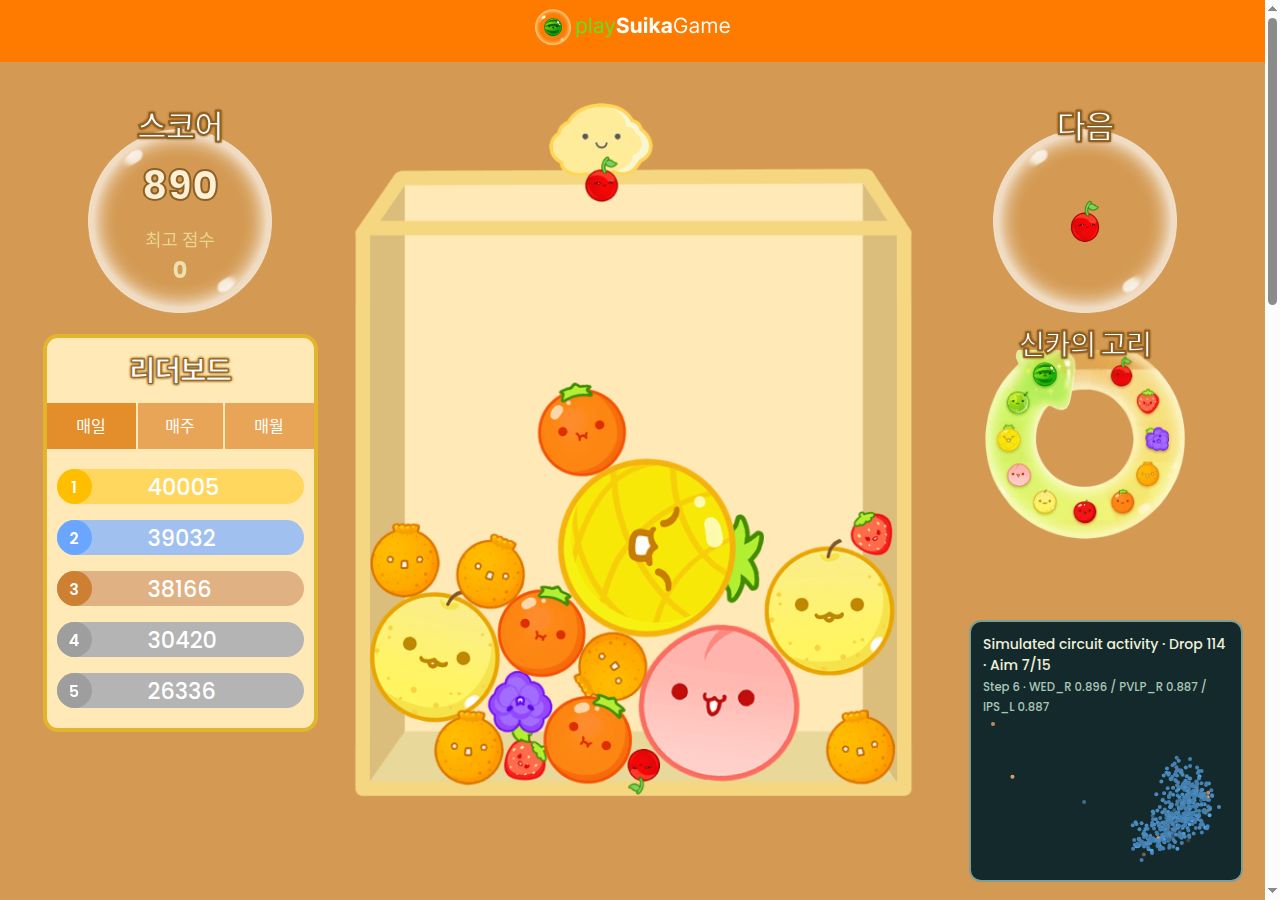 playSuikaGame
스코어
890
최고 점수
0
다음
리더보드
매일 매주 매월
1 40005
2 39032
3 38166
4 30420
5 26336
신카의 고리
Simulated circuit activity · Drop 114
· Aim 7/15
Step 6 · WED_R 0.896 / PVLP_R 0.887 /
IPS_L 0.887